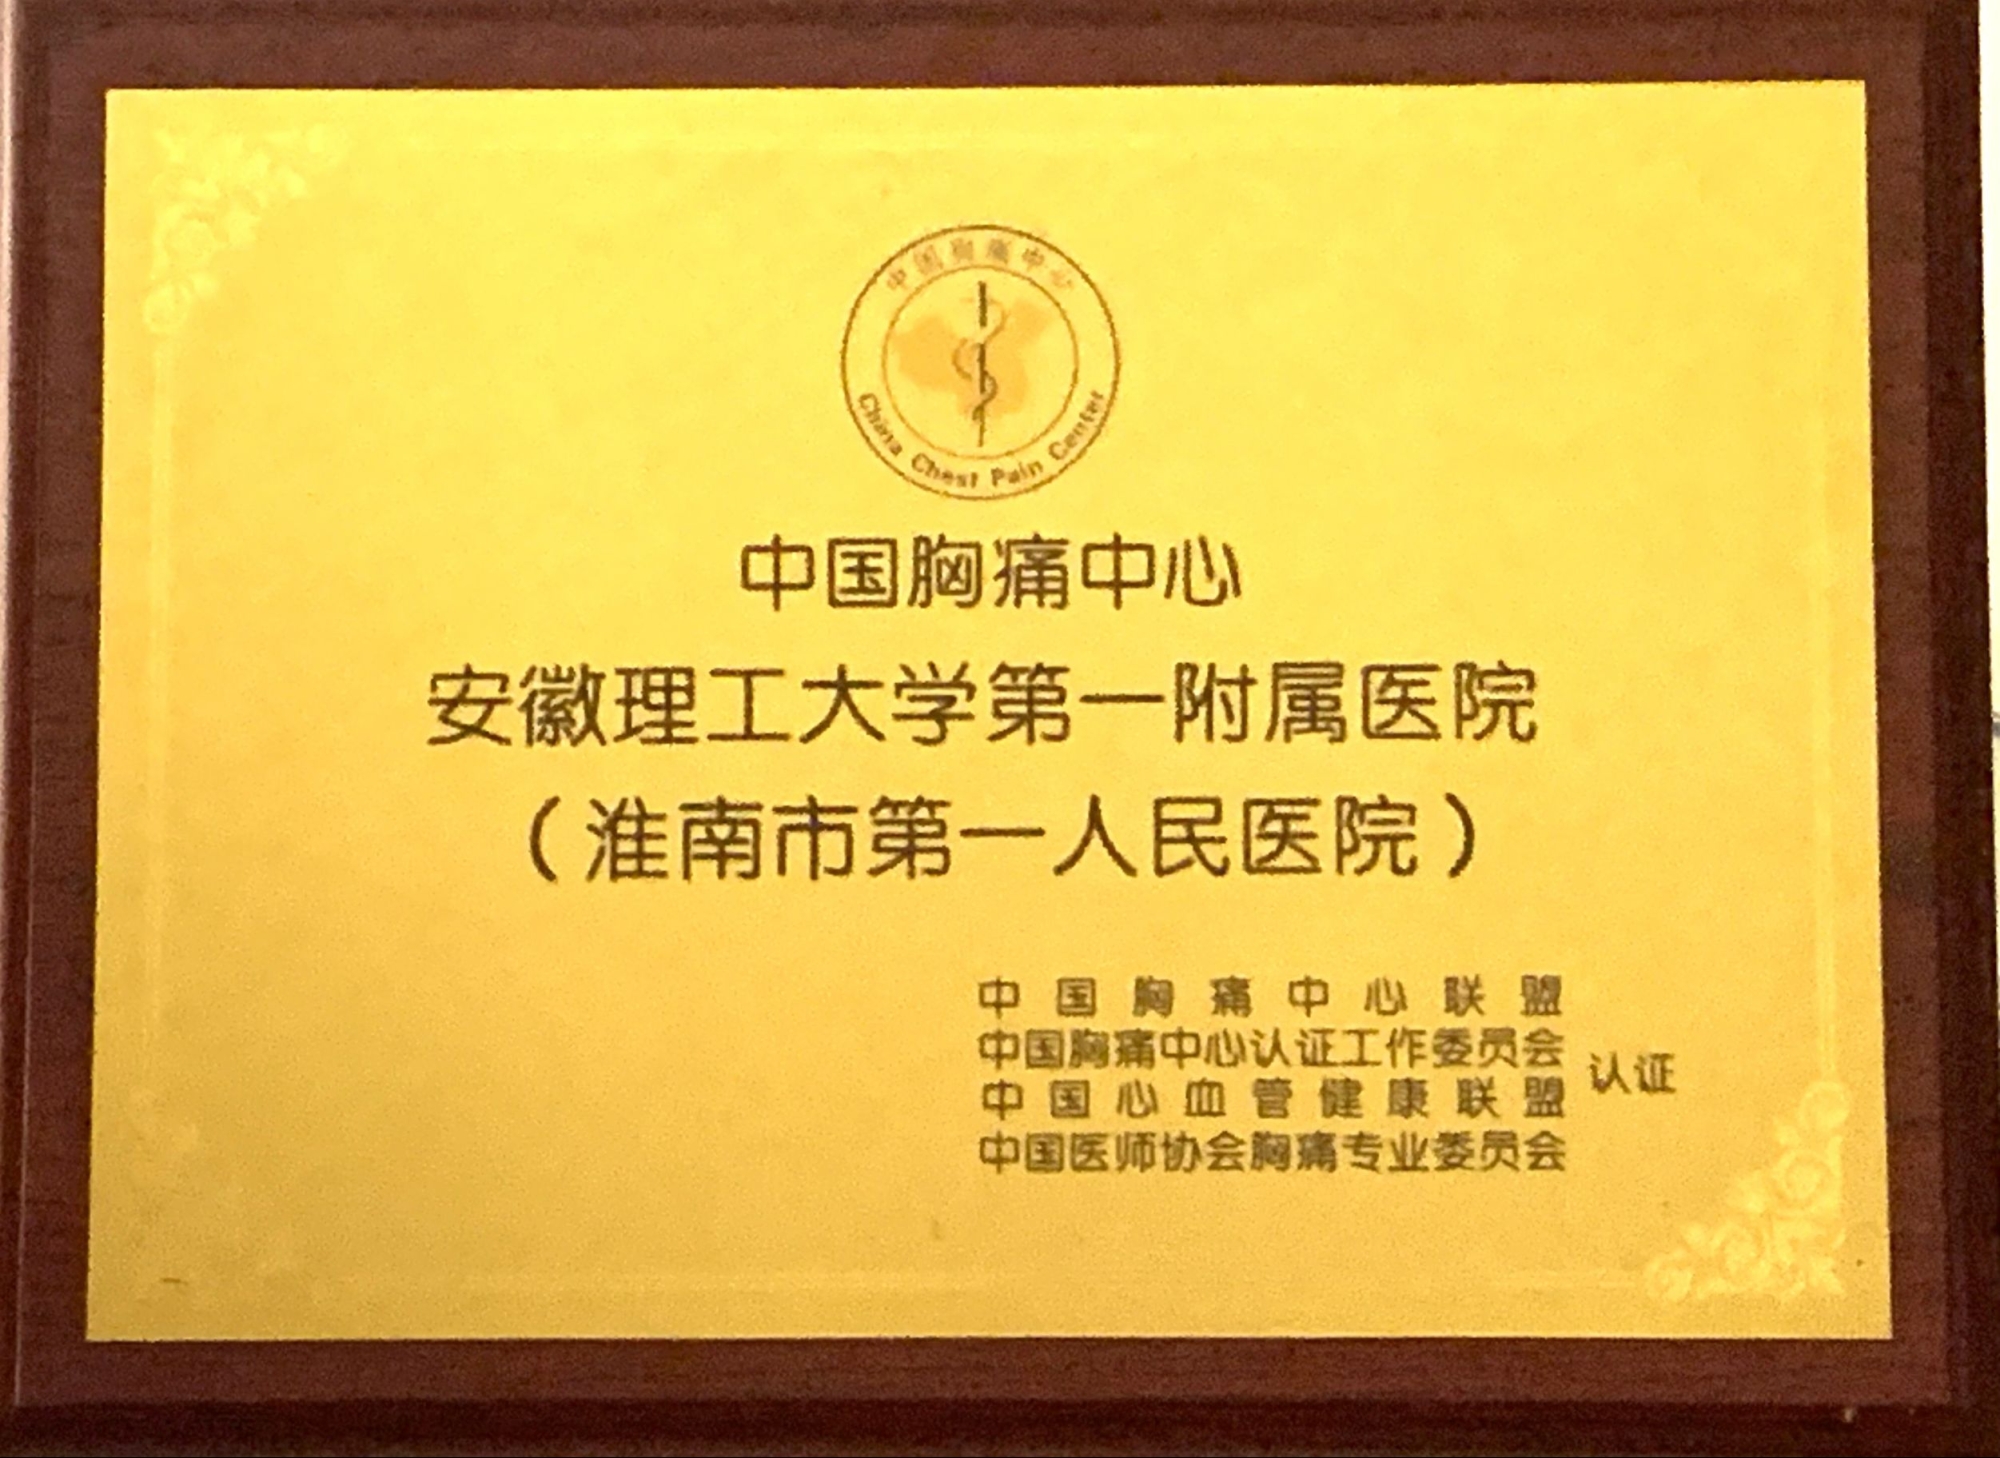 中国胸痛中心
China Chest Pain Center
中国胸痛中心
安徽理工大学第一附属医院
（淮南市第一人民医院）
中国胸痛中心联盟
中国胸痛中心认证工作委员会
中国心血管健康联盟
中国医师协会胸痛专业委员会
认证